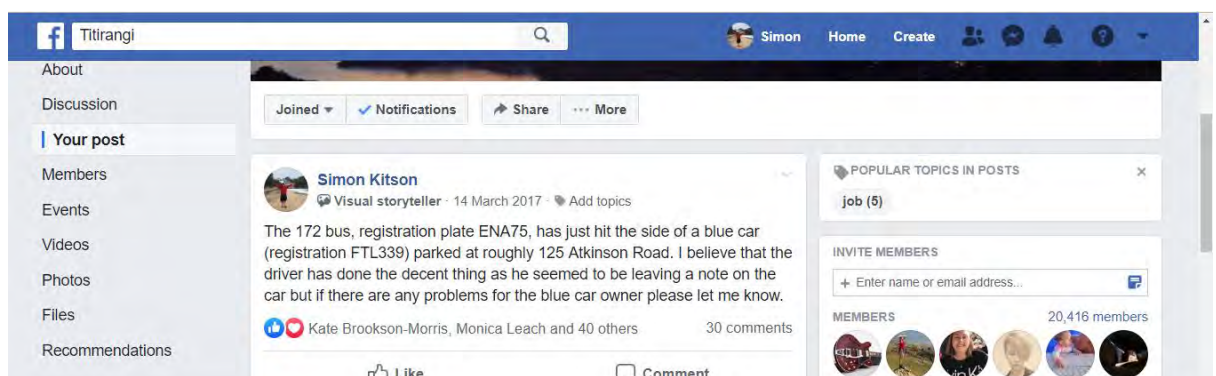 f Titirangi Simon Home Create
About
Discussion
Your post
Members
Events
Videos
Photos
Files
Recommendations
Joined Notifications Share ··· More
Simon Kitson
Visual storyteller · 14 March 2017 · Add topics
The 172 bus, registration plate ENA75, has just hit the side of a blue car
(registration FTL339) parked at roughly 125 Atkinson Road. I believe that the
driver has done the decent thing as he seemed to be leaving a note on the
car but if there are any problems for the blue car owner please let me know.
Kate Brookson-Morris, Monica Leach and 40 others 30 comments
Like Comment
POPULAR TOPICS IN POSTS ×
job (5)
INVITE MEMBERS
+ Enter name or email address...
MEMBERS 20,416 members